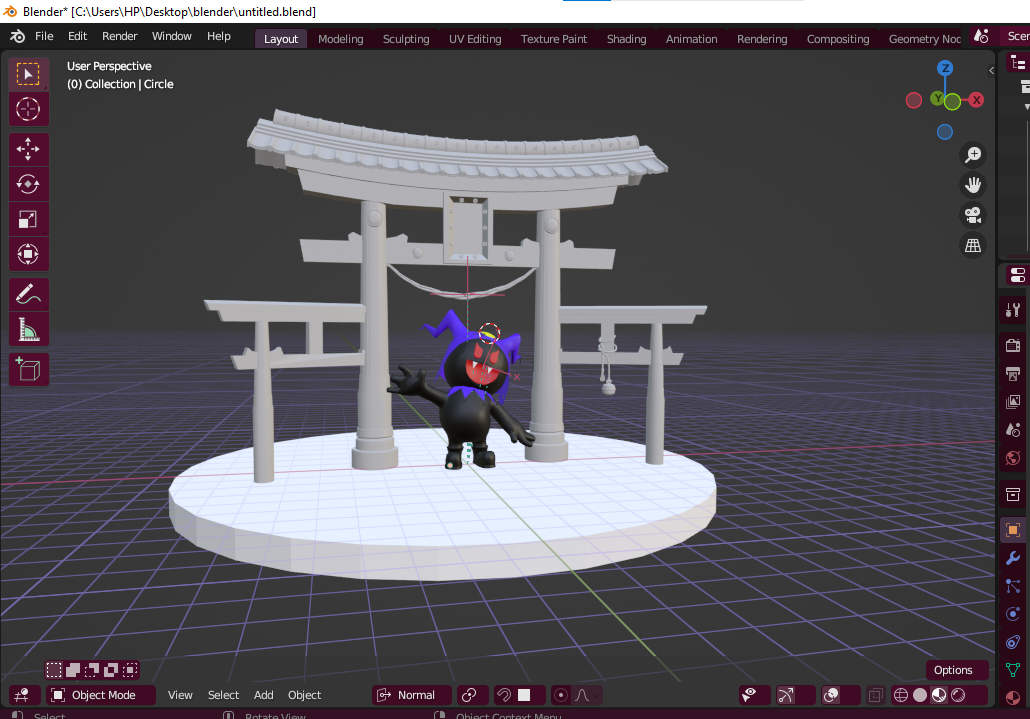 Blender* [C:\Users\HP\Desktop\blender\untitled.blend]
File Edit Render Window Help Layout Modeling Sculpting UV Editing Texture Paint Shading Animation Rendering Compositing Geometry Noc Scen
User Perspective
(0) Collection | Circle
Z
Y X
X
Options
Object Mode View Select Add Object Normal
Select Rotate View Object Context Menu